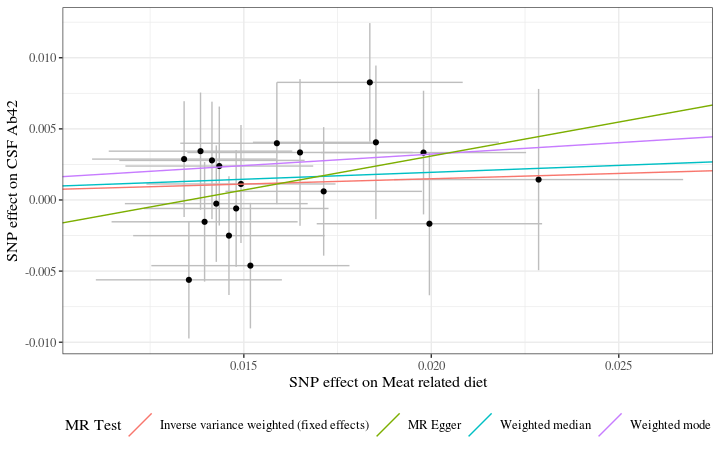 SNP effect on CSF Ab42
0.010
0.005
0.000
-0.005
-0.010
0.015 0.020 0.025
SNP effect on Meat related diet
MR Test Inverse variance weighted (fixed effects) MR Egger Weighted median Weighted mode